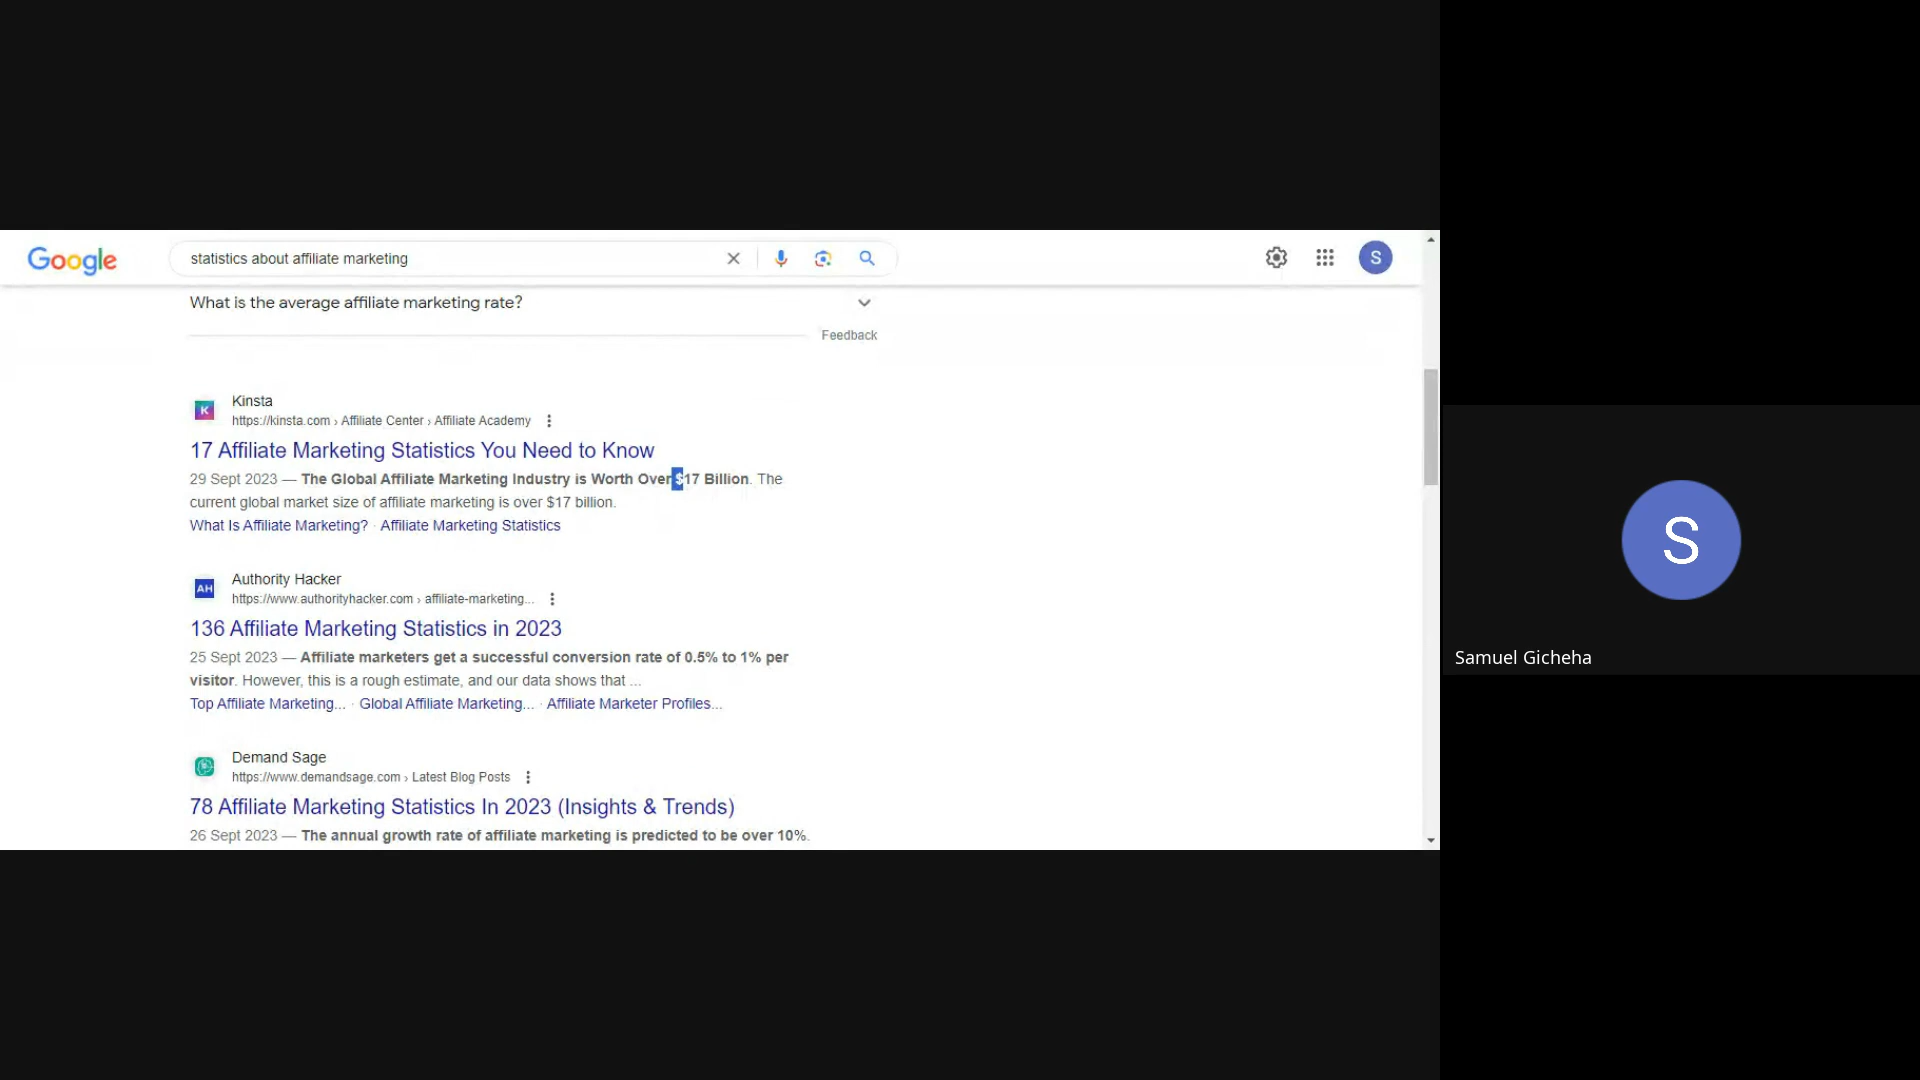 Google
statistics about affiliate marketing
S
What is the average affiliate marketing rate?
Feedback
K
Kinsta
https://kinsta.com › Affiliate Center › Affiliate Academy
17 Affiliate Marketing Statistics You Need to Know
29 Sept 2023 — The Global Affiliate Marketing Industry is Worth Over $17 Billion. The
current global market size of affiliate marketing is over $17 billion.
What Is Affiliate Marketing? · Affiliate Marketing Statistics
AH
Authority Hacker
https://www.authorityhacker.com › affiliate-marketing...
136 Affiliate Marketing Statistics in 2023
25 Sept 2023 — Affiliate marketers get a successful conversion rate of 0.5% to 1% per
visitor. However, this is a rough estimate, and our data shows that ...
Top Affiliate Marketing... · Global Affiliate Marketing... · Affiliate Marketer Profiles...
Demand Sage
https://www.demandsage.com › Latest Blog Posts
78 Affiliate Marketing Statistics In 2023 (Insights & Trends)
26 Sept 2023 — The annual growth rate of affiliate marketing is predicted to be over 10%.
S
Samuel Gicheha